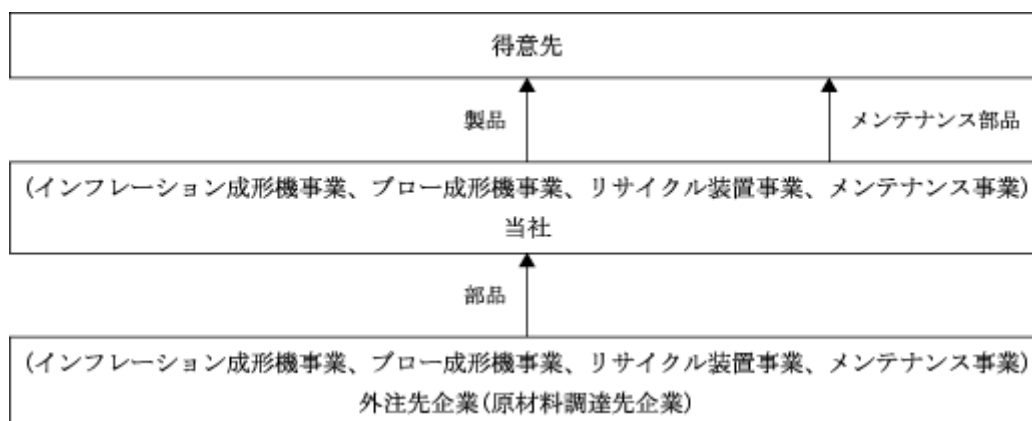 得意先
製品
メンテナンス部品
(インフレーション成形機事業、ブロー成形機事業、リサイクル装置事業、メンテナンス事業)
当社
部品
(インフレーション成形機事業、ブロー成形機事業、リサイクル装置事業、メンテナンス事業)
外注先企業(原材料調達先企業)